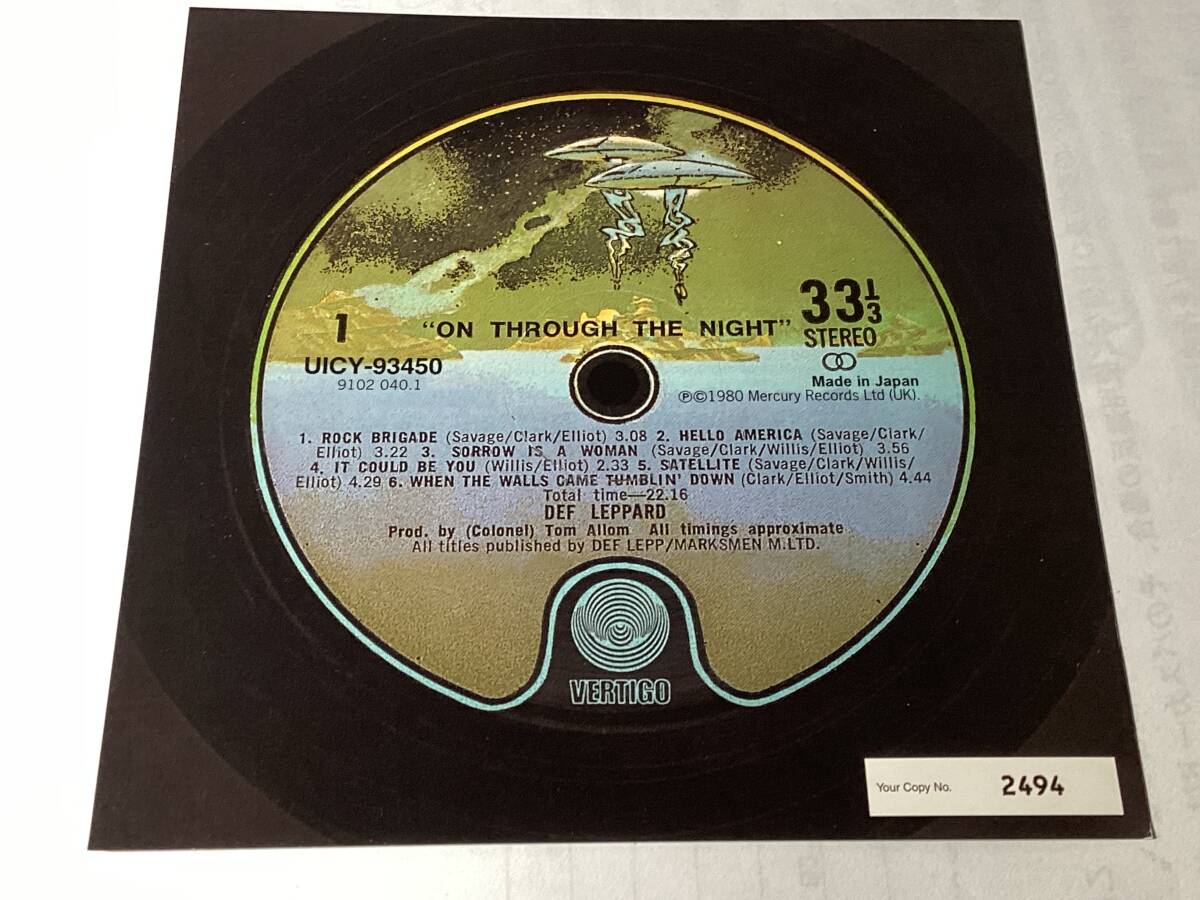 1
"ON THROUGH THE NIGHT"
33⅓
STEREO
UICY-93450
9102 040.1
Made in Japan
℗©1980 Mercury Records Ltd (UK).
1. ROCK BRIGADE (Savage/Clark/Elliot) 3.08 2. HELLO AMERICA (Savage/Clark/
Elliot) 3.22 3. SORROW IS A WOMAN (Savage/Clark/Willis/Elliot) 3.56
4. IT COULD BE YOU (Willis/Elliot) 2.33 5. SATELLITE (Savage/Clark/Willis/
Elliot) 4.29 6. WHEN THE WALLS CAME TUMBLIN' DOWN (Clark/Elliot/Smith) 4.44
Total time—22.16
DEF LEPPARD
Prod. by (Colonel) Tom Allom All timings approximate
All titles published by DEF LEPP/MARKSMEN M.LTD.
VERTIGO
Your Copy No. 2494